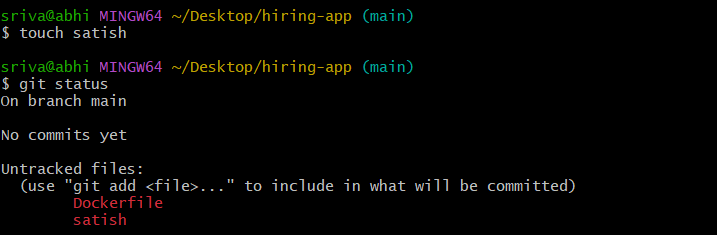 sriva@abhi MINGW64 ~/Desktop/hiring-app (main)
$ touch satish
sriva@abhi MINGW64 ~/Desktop/hiring-app (main)
$ git status
On branch main
No commits yet
Untracked files:
(use "git add <file>..." to include in what will be committed)
Dockerfile
satish